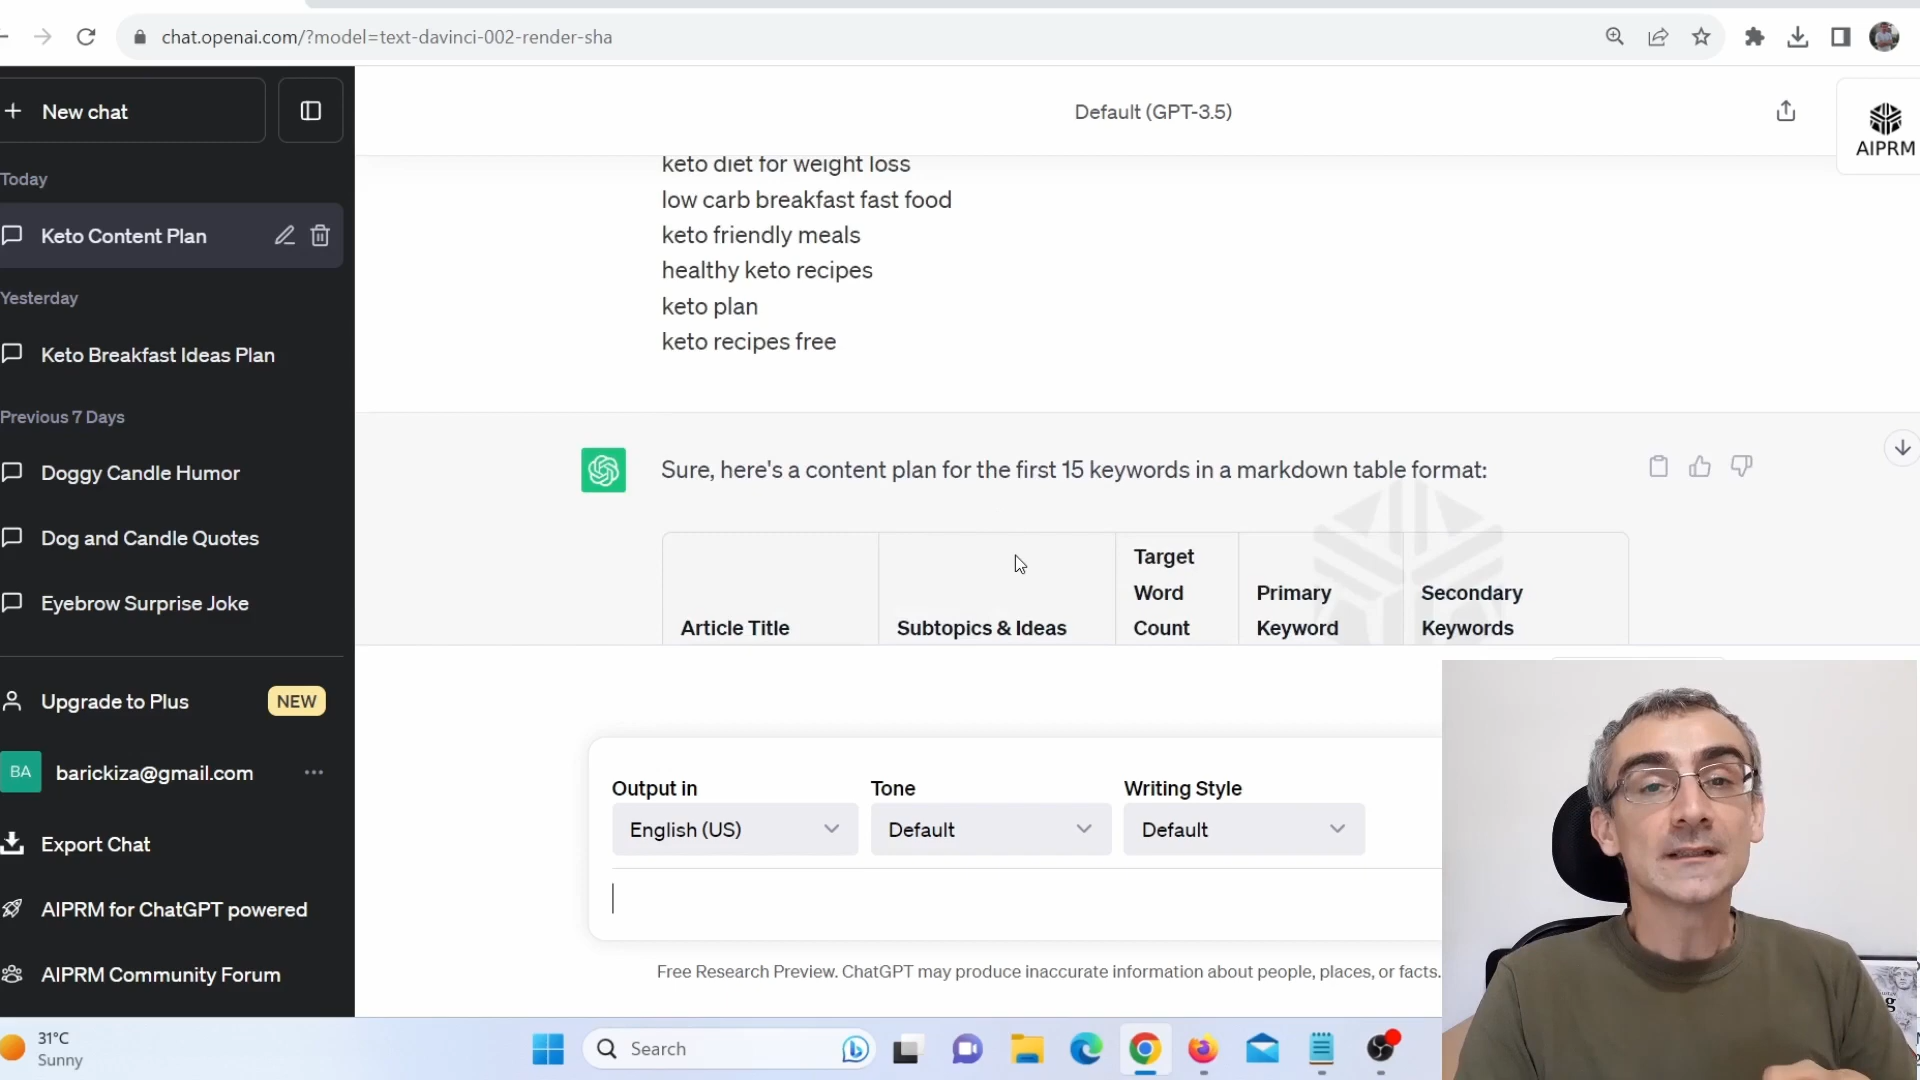 chat.openai.com/?model=text-davinci-002-render-sha
New chat
Today
Keto Content Plan
Yesterday
Keto Breakfast Ideas Plan
Previous 7 Days
Doggy Candle Humor
Dog and Candle Quotes
Eyebrow Surprise Joke
Upgrade to Plus NEW
BA barickiza@gmail.com
Export Chat
AIPRM for ChatGPT powered
AIPRM Community Forum
Default (GPT-3.5)
AIPRM
keto diet for weight loss
low carb breakfast fast food
keto friendly meals
healthy keto recipes
keto plan
keto recipes free
Sure, here's a content plan for the first 15 keywords in a markdown table format:
Article Title
Subtopics & Ideas
Target
Word
Count
Primary
Keyword
Secondary
Keywords
Output in
English (US)
Tone
Default
Writing Style
Default
Free Research Preview. ChatGPT may produce inaccurate information about people, places, or facts.
31°C
Sunny
Search